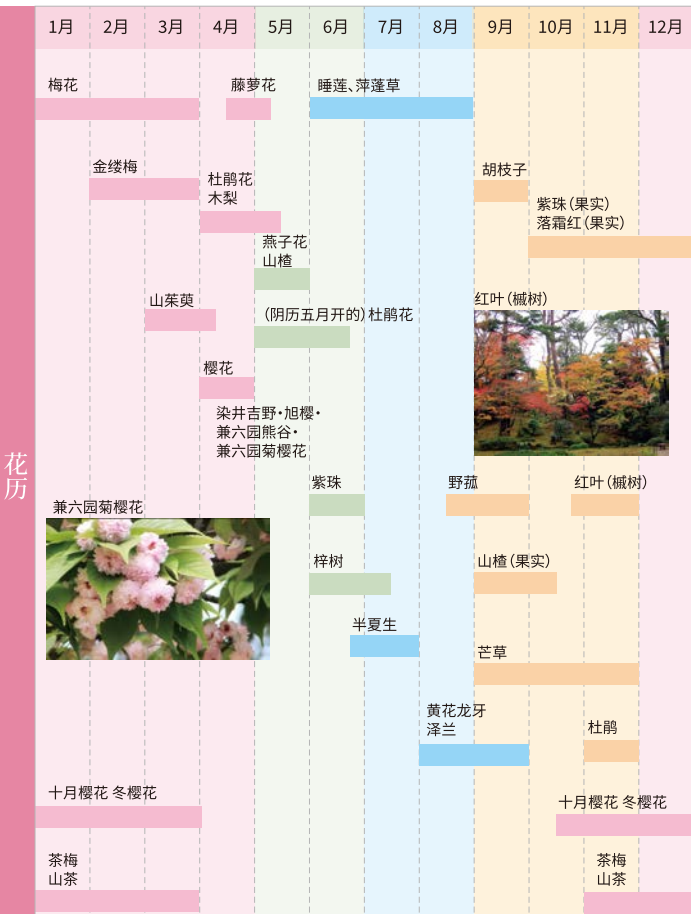 1月 2月 3月 4月 5月 6月 7月 8月 9月 10月 11月 12月
梅花
藤萝花
睡莲、萍蓬草
金缕梅
杜鹃花
木梨
胡枝子
紫珠（果实）
落霜红（果实）
燕子花
山楂
山茱萸
（阴历五月开的）杜鹃花
红叶（槭树）
樱花
染井吉野・旭樱・
兼六园熊谷・
兼六园菊樱花
花历
紫珠
野菰
红叶（槭树）
兼六园菊樱花
梓树
山楂（果实）
半夏生
芒草
黄花龙牙
泽兰
杜鹃
十月樱花 冬樱花
十月樱花 冬樱花
茶梅
山茶
茶梅
山茶